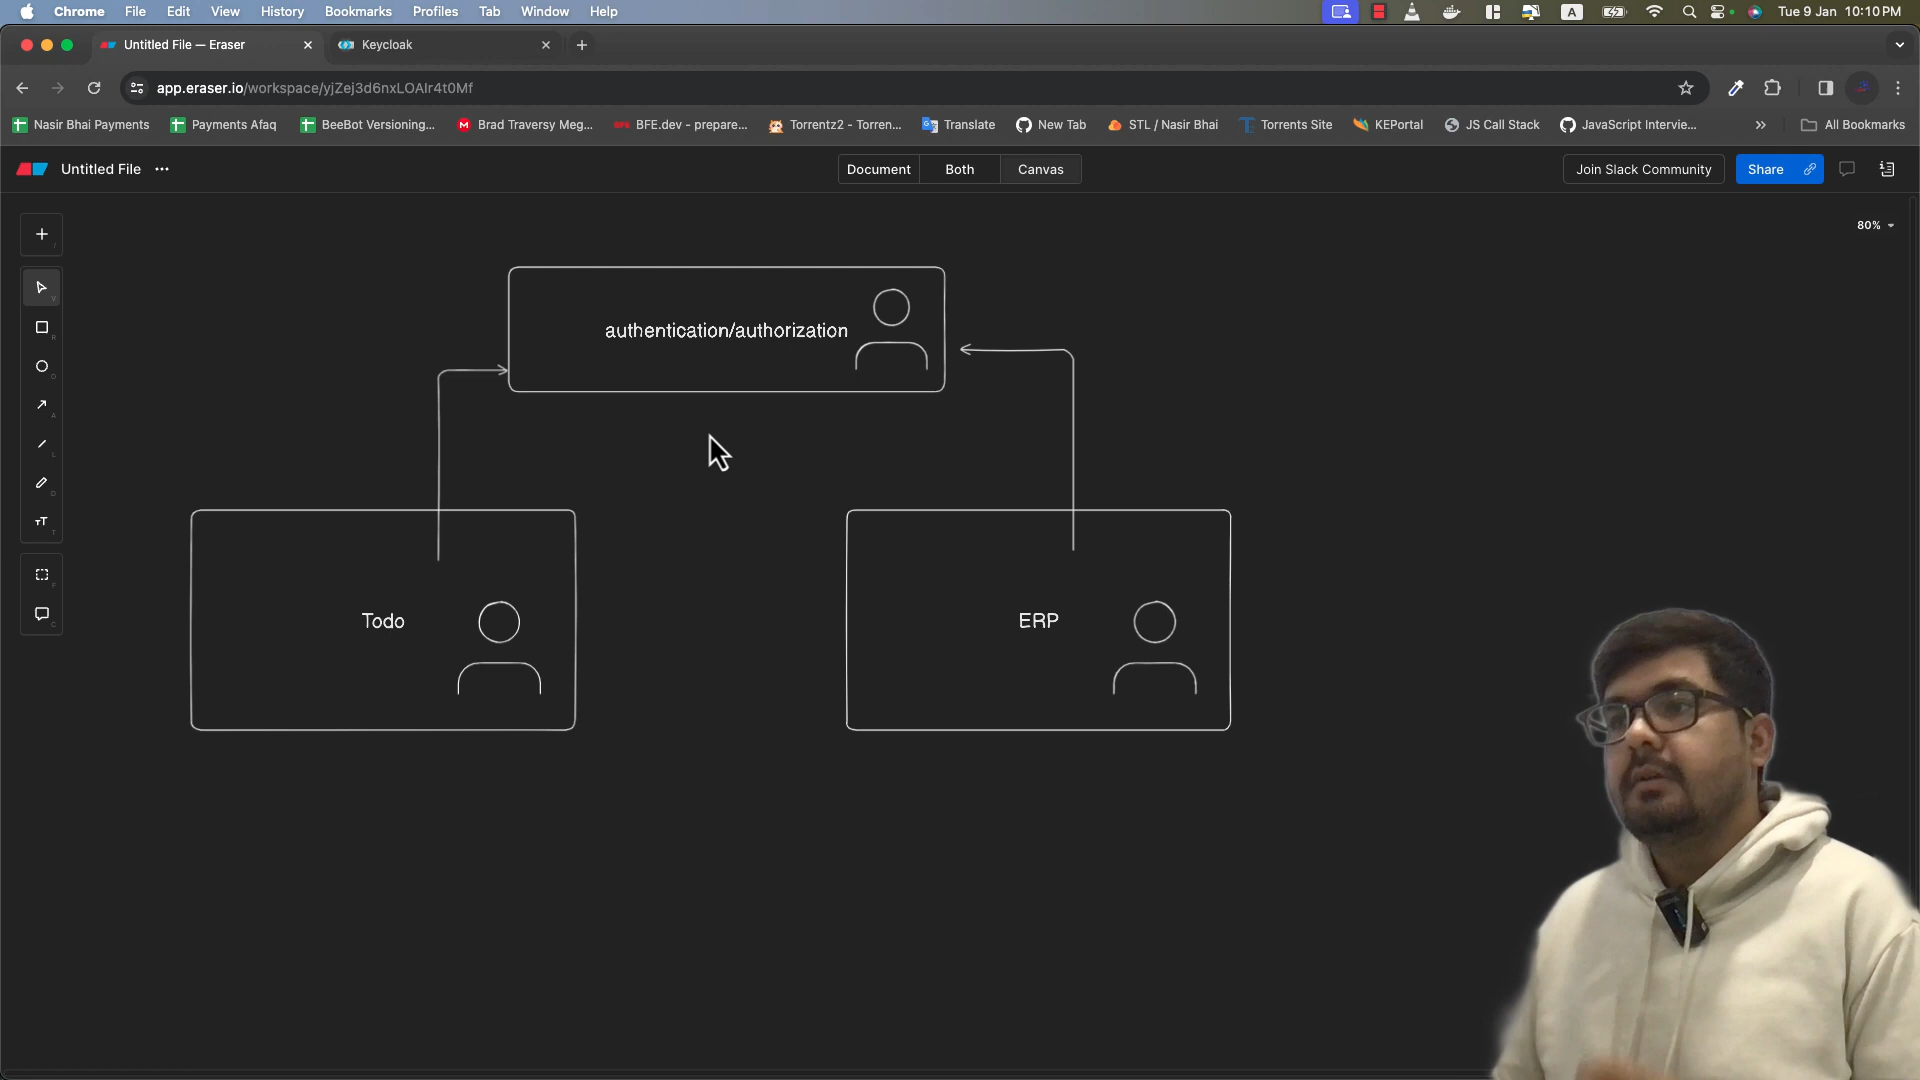 Chrome File Edit View History Bookmarks Profiles Tab Window Help A Tue 9 Jan 10:10 PM
Untitled File — Eraser Keycloak
app.eraser.io/workspace/yjZej3d6nxLOAIr4t0Mf
Nasir Bhai Payments Payments Afaq BeeBot Versioning... Brad Traversy Meg... BFE.dev - prepare... Torrentz2 - Torren... Translate New Tab STL / Nasir Bhai Torrents Site KEPortal JS Call Stack JavaScript Intervie... » All Bookmarks
Untitled File ... Document Both Canvas Join Slack Community Share
80%
authentication/authorization
Todo
ERP